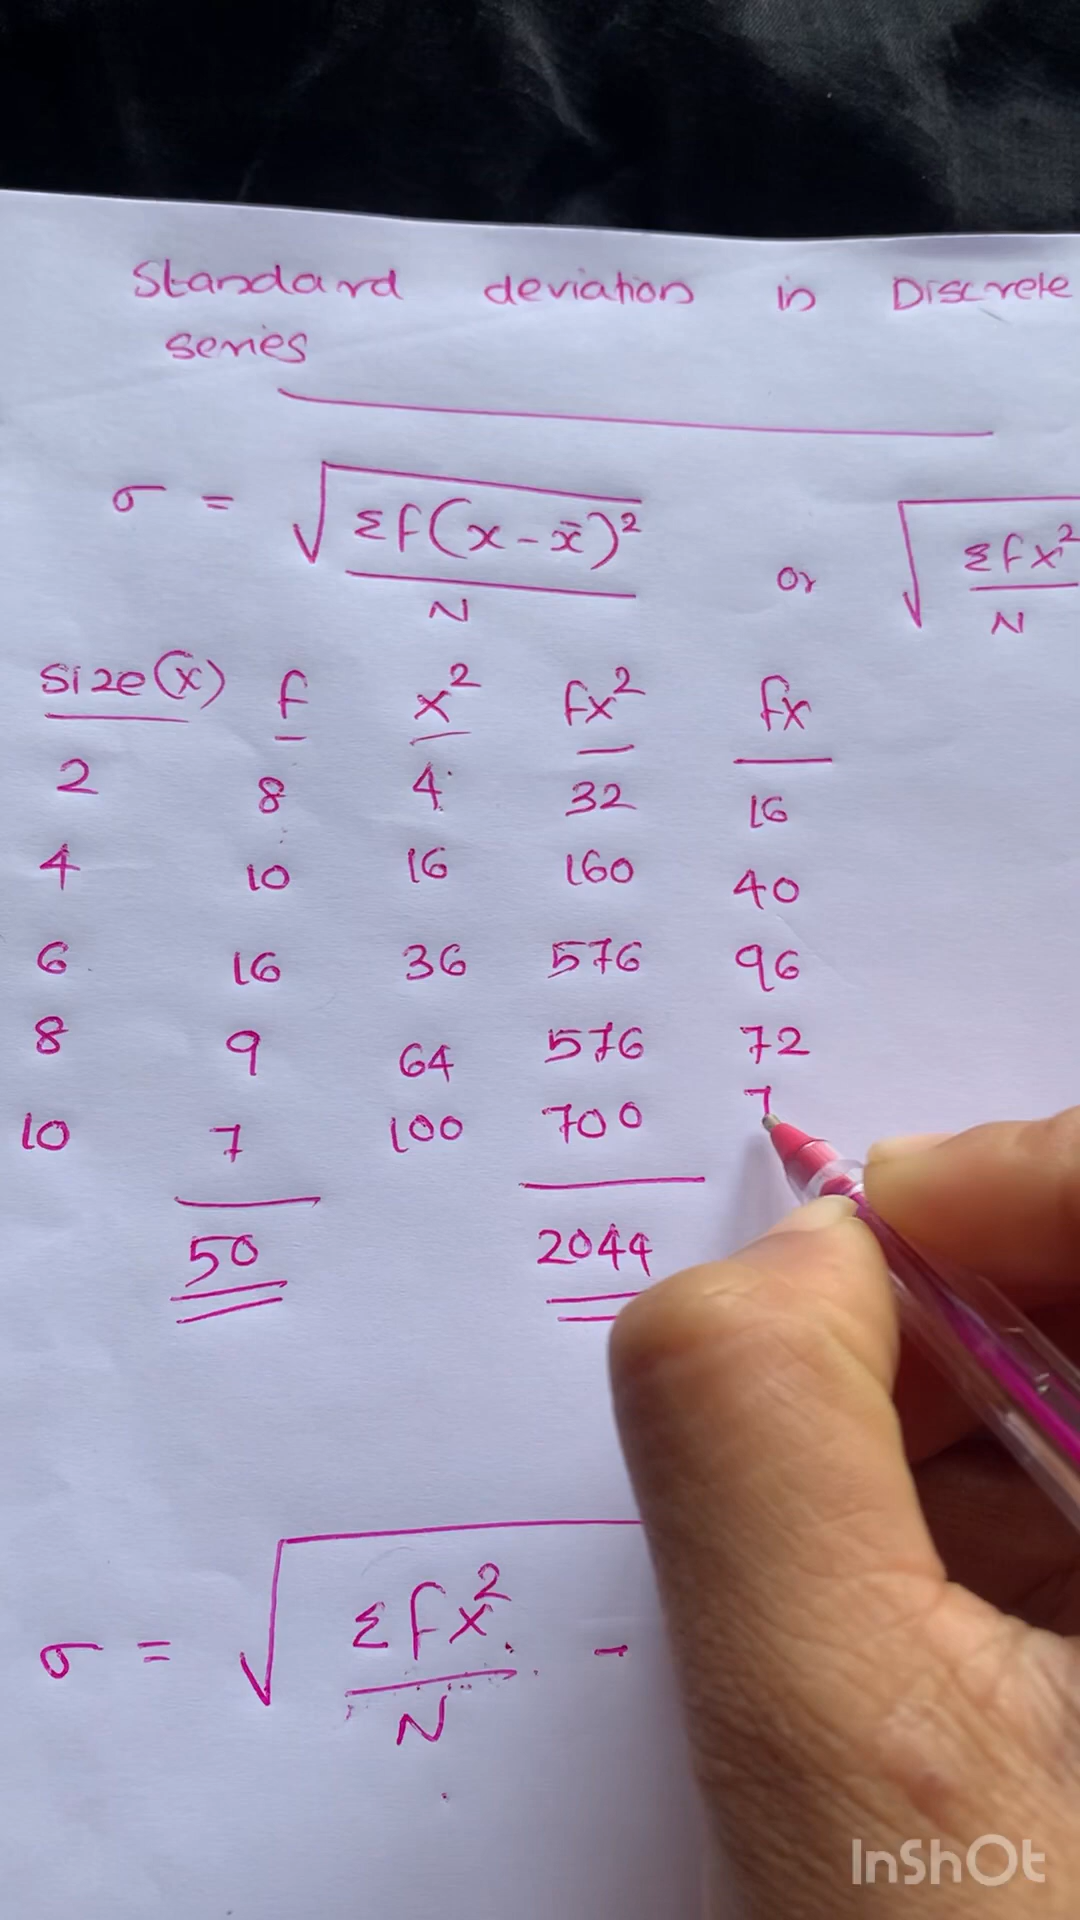 Standard deviation in Discrete
series
σ = √Σf(x-x̄)²/N or √Σfx²/N
Size(x) f x² fx² fx
2 8 4 32 16
4 10 16 160 40
6 16 36 576 96
8 9 64 576 72
10 7 100 700 7
50 2044
σ = √Σfx²/N -
InShOt